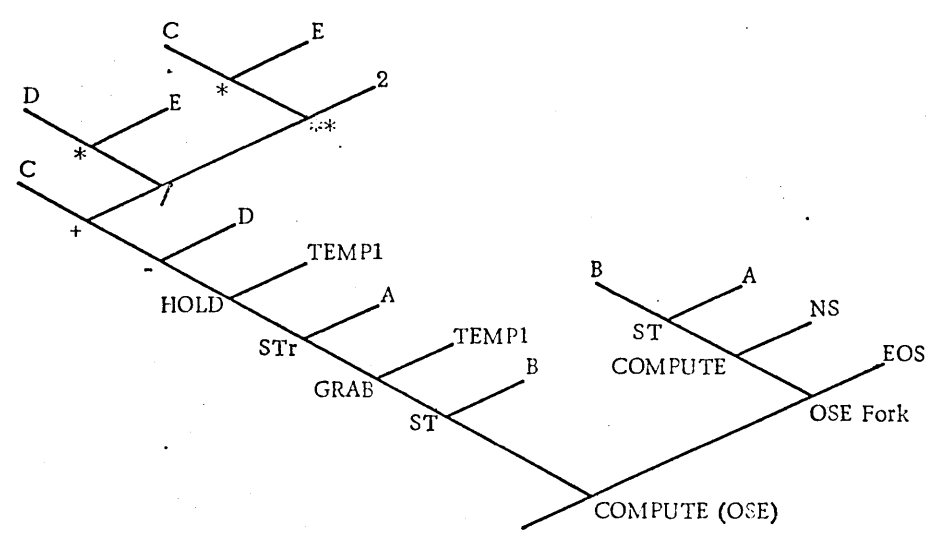 C E
* 2
D E
* **
C /
+ D
- TEMP1
HOLD A
B A
STr TEMP1
ST NS
GRAB B
COMPUTE EOS
ST OSE Fork
COMPUTE (OSE)